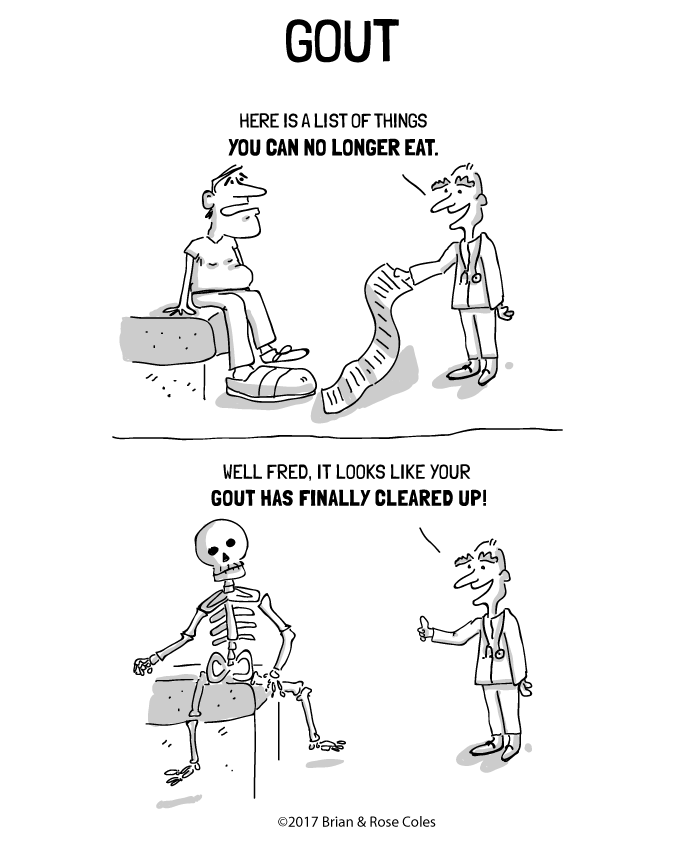 GOUT
HERE IS A LIST OF THINGS
YOU CAN NO LONGER EAT.
WELL FRED, IT LOOKS LIKE YOUR
GOUT HAS FINALLY CLEARED UP!
©2017 Brian & Rose Coles